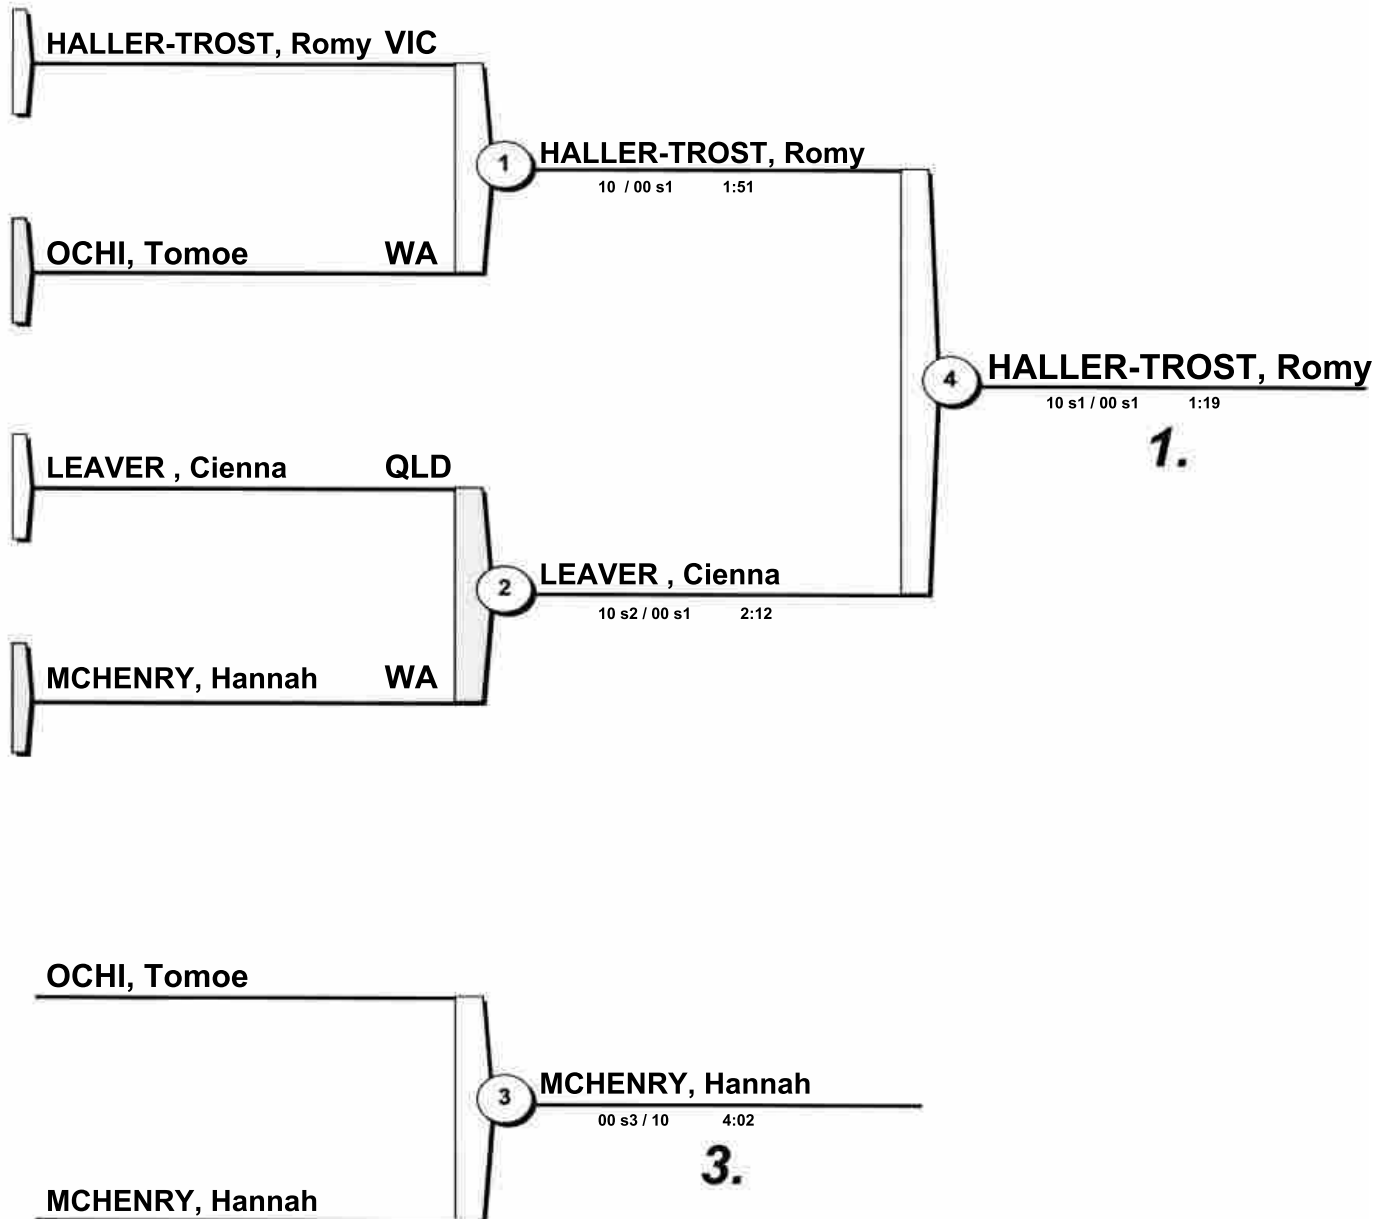 HALLER-TROST, Romy VIC
1
HALLER-TROST, Romy
10 / 00 s1 1:51
OCHI, Tomoe WA
4
HALLER-TROST, Romy
10 s1 / 00 s1 1:19
1.
LEAVER , Cienna QLD
2
LEAVER , Cienna
10 s2 / 00 s1 2:12
MCHENRY, Hannah WA
OCHI, Tomoe
3
MCHENRY, Hannah
00 s3 / 10 4:02
3.
MCHENRY, Hannah